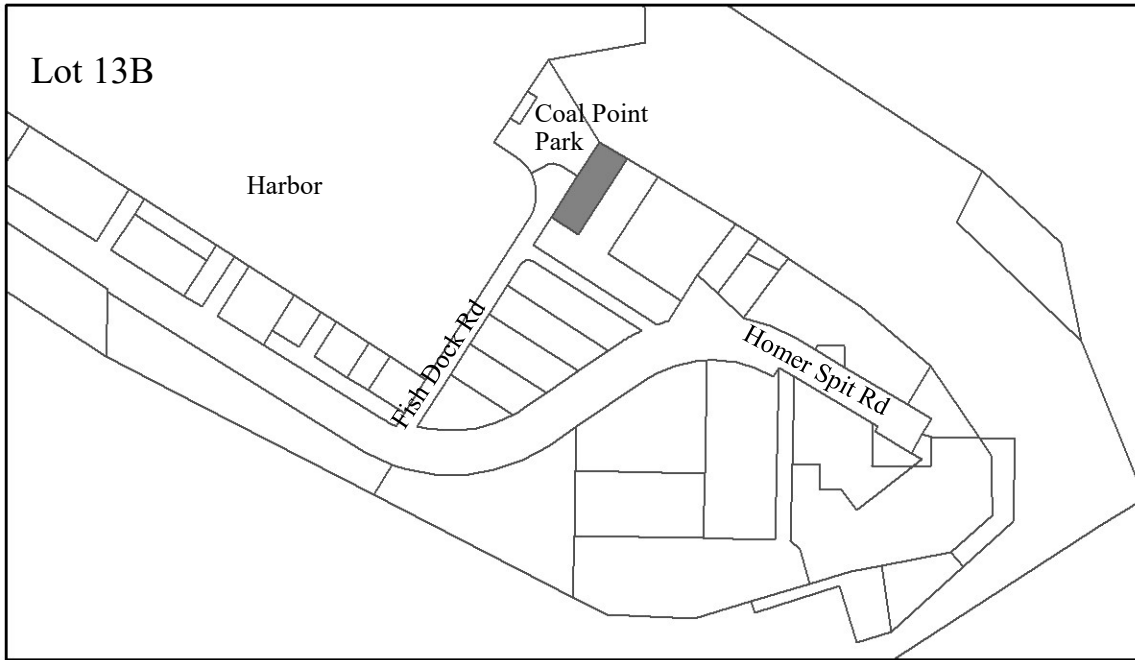 Lot 13B
Coal Point
Park
Harbor
Fish Dock Rd
Homer Spit Rd